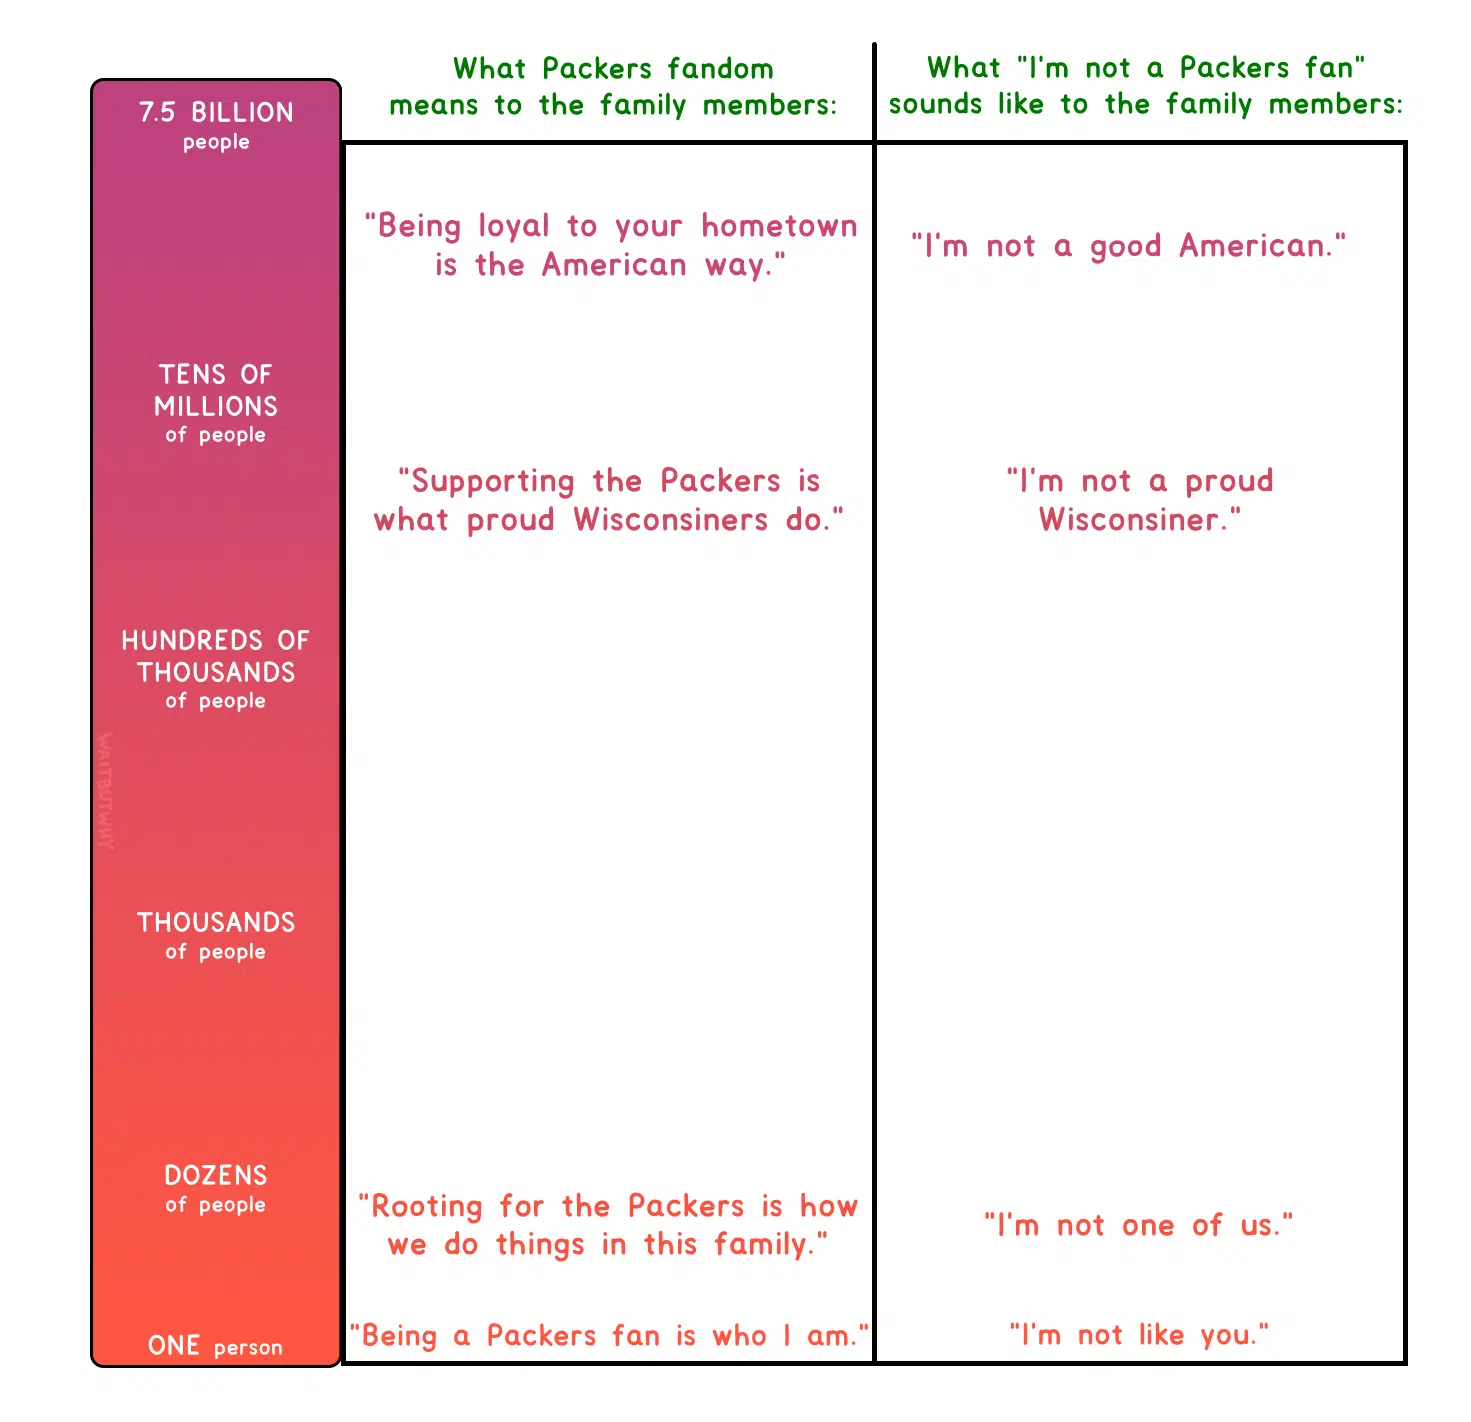 What Packers fandom
means to the family members:
What "I'm not a Packers fan"
sounds like to the family members:
7.5 BILLION
people
"Being loyal to your hometown
is the American way."
"I'm not a good American."
TENS OF
MILLIONS
of people
"Supporting the Packers is
what proud Wisconsiners do."
"I'm not a proud
Wisconsiner."
HUNDREDS OF
THOUSANDS
of people
WAITBUTWHY
THOUSANDS
of people
DOZENS
of people
"Rooting for the Packers is how
we do things in this family."
"I'm not one of us."
ONE person
"Being a Packers fan is who I am."
"I'm not like you."